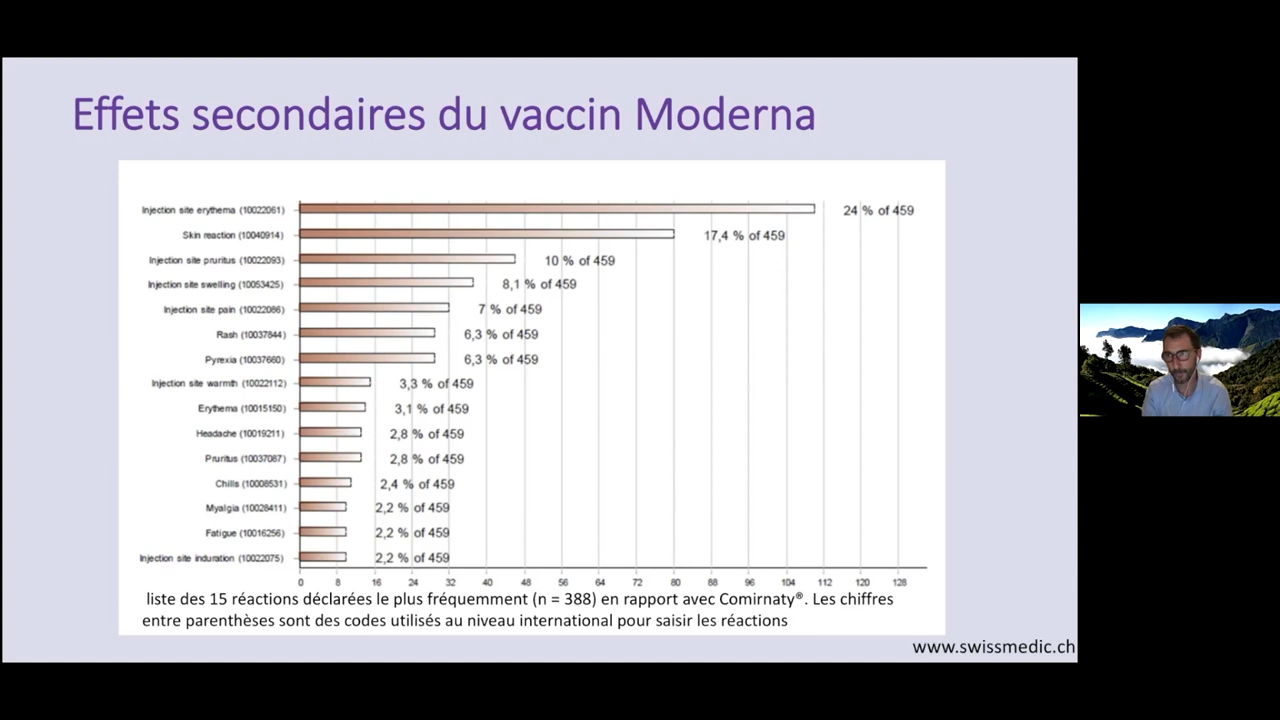 Effets secondaires du vaccin Moderna
Injection site erythema (10022061) 24 % of 459
Skin reaction (10040914) 17,4 % of 459
Injection site pruritus (10022093) 10 % of 459
Injection site swelling (10053425) 8,1 % of 459
Injection site pain (10022086) 7 % of 459
Rash (10037844) 6,3 % of 459
Pyrexia (10037660) 6,3 % of 459
Injection site warmth (10022112) 3,3 % of 459
Erythema (10015150) 3,1 % of 459
Headache (10019211) 2,8 % of 459
Pruritus (10037087) 2,8 % of 459
Chills (10008531) 2,4 % of 459
Myalgia (10028411) 2,2 % of 459
Fatigue (10016256) 2,2 % of 459
Injection site induration (10022075) 2,2 % of 459
0 8 16 24 32 40 48 56 64 72 80 88 96 104 112 120 128
liste des 15 réactions déclarées le plus fréquemment (n = 388) en rapport avec Comirnaty®. Les chiffres
entre parenthèses sont des codes utilisés au niveau international pour saisir les réactions
www.swissmedic.ch